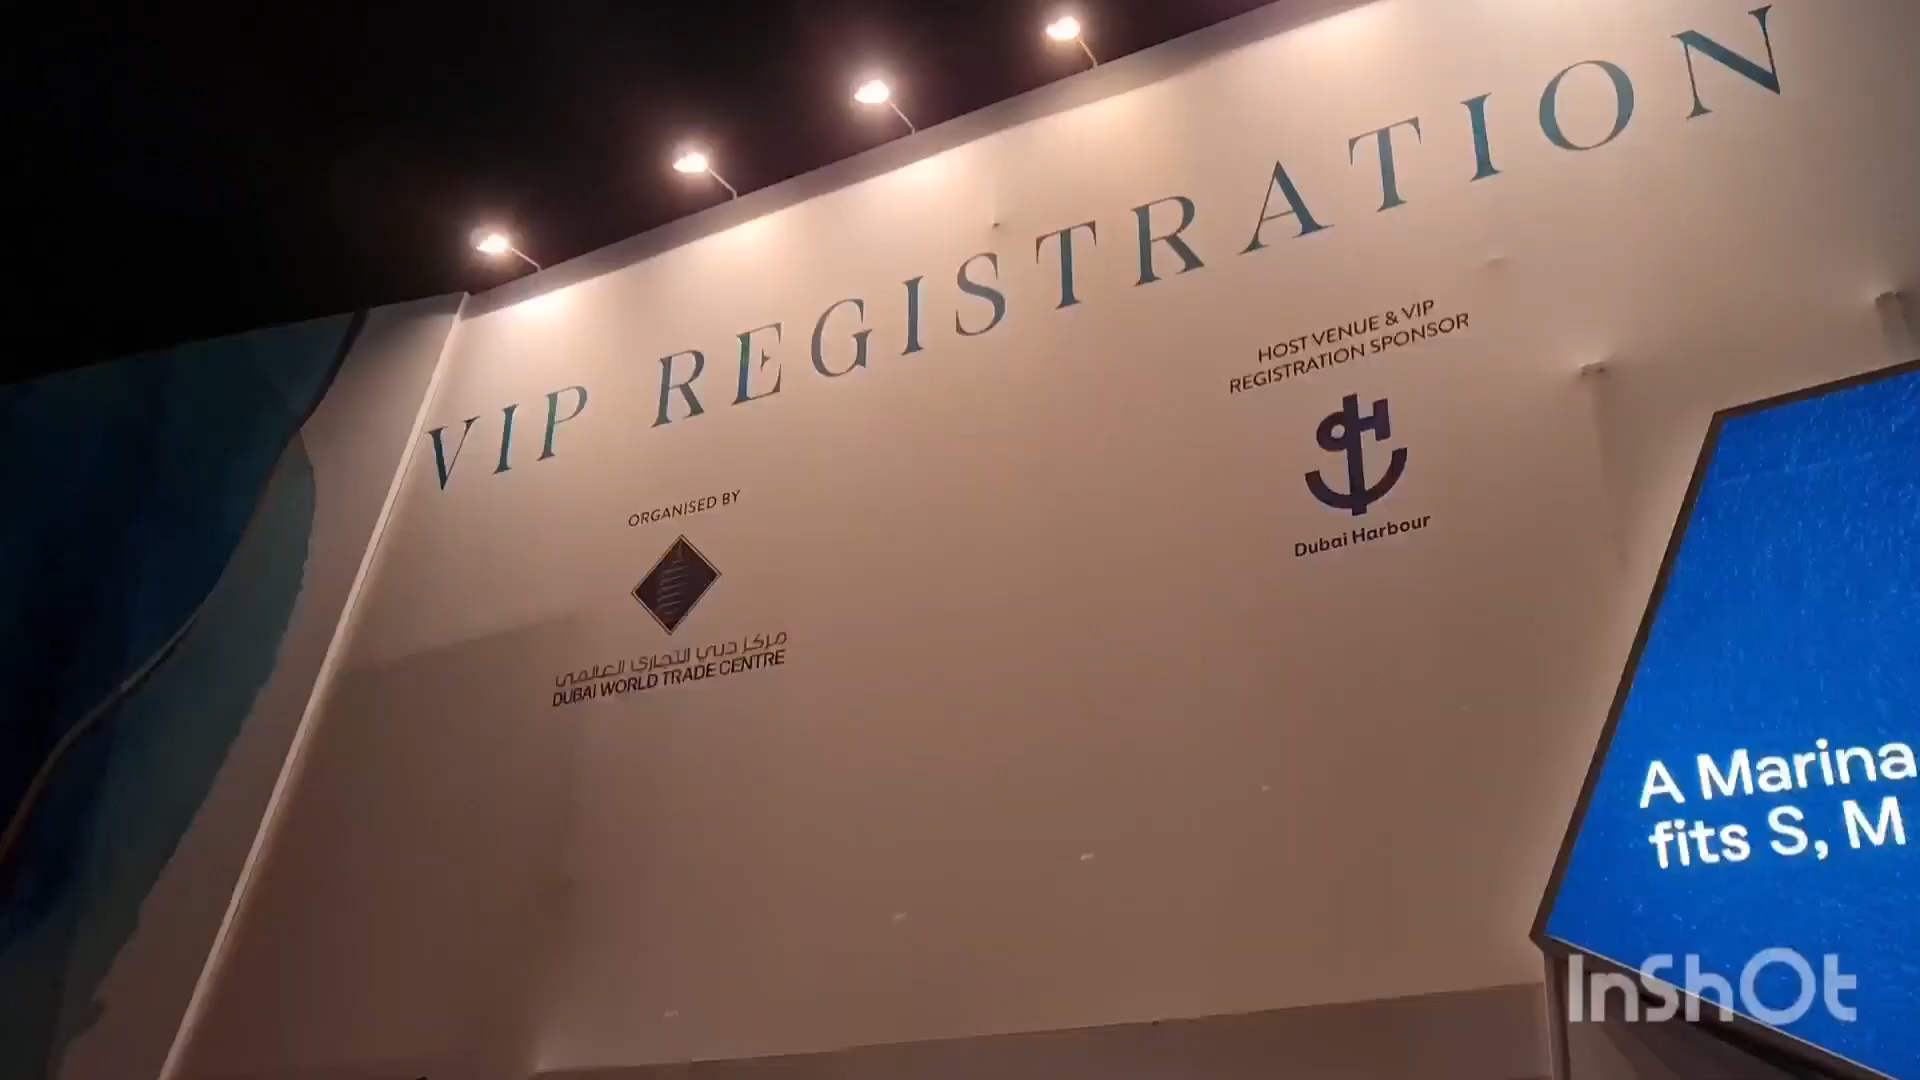 VIP REGISTRATION
ORGANISED BY
مركز دبي التجاري العالمي
DUBAI WORLD TRADE CENTRE
HOST VENUE & VIP
REGISTRATION SPONSOR
Dubai Harbour
A Marina
fits S, M
InShOt